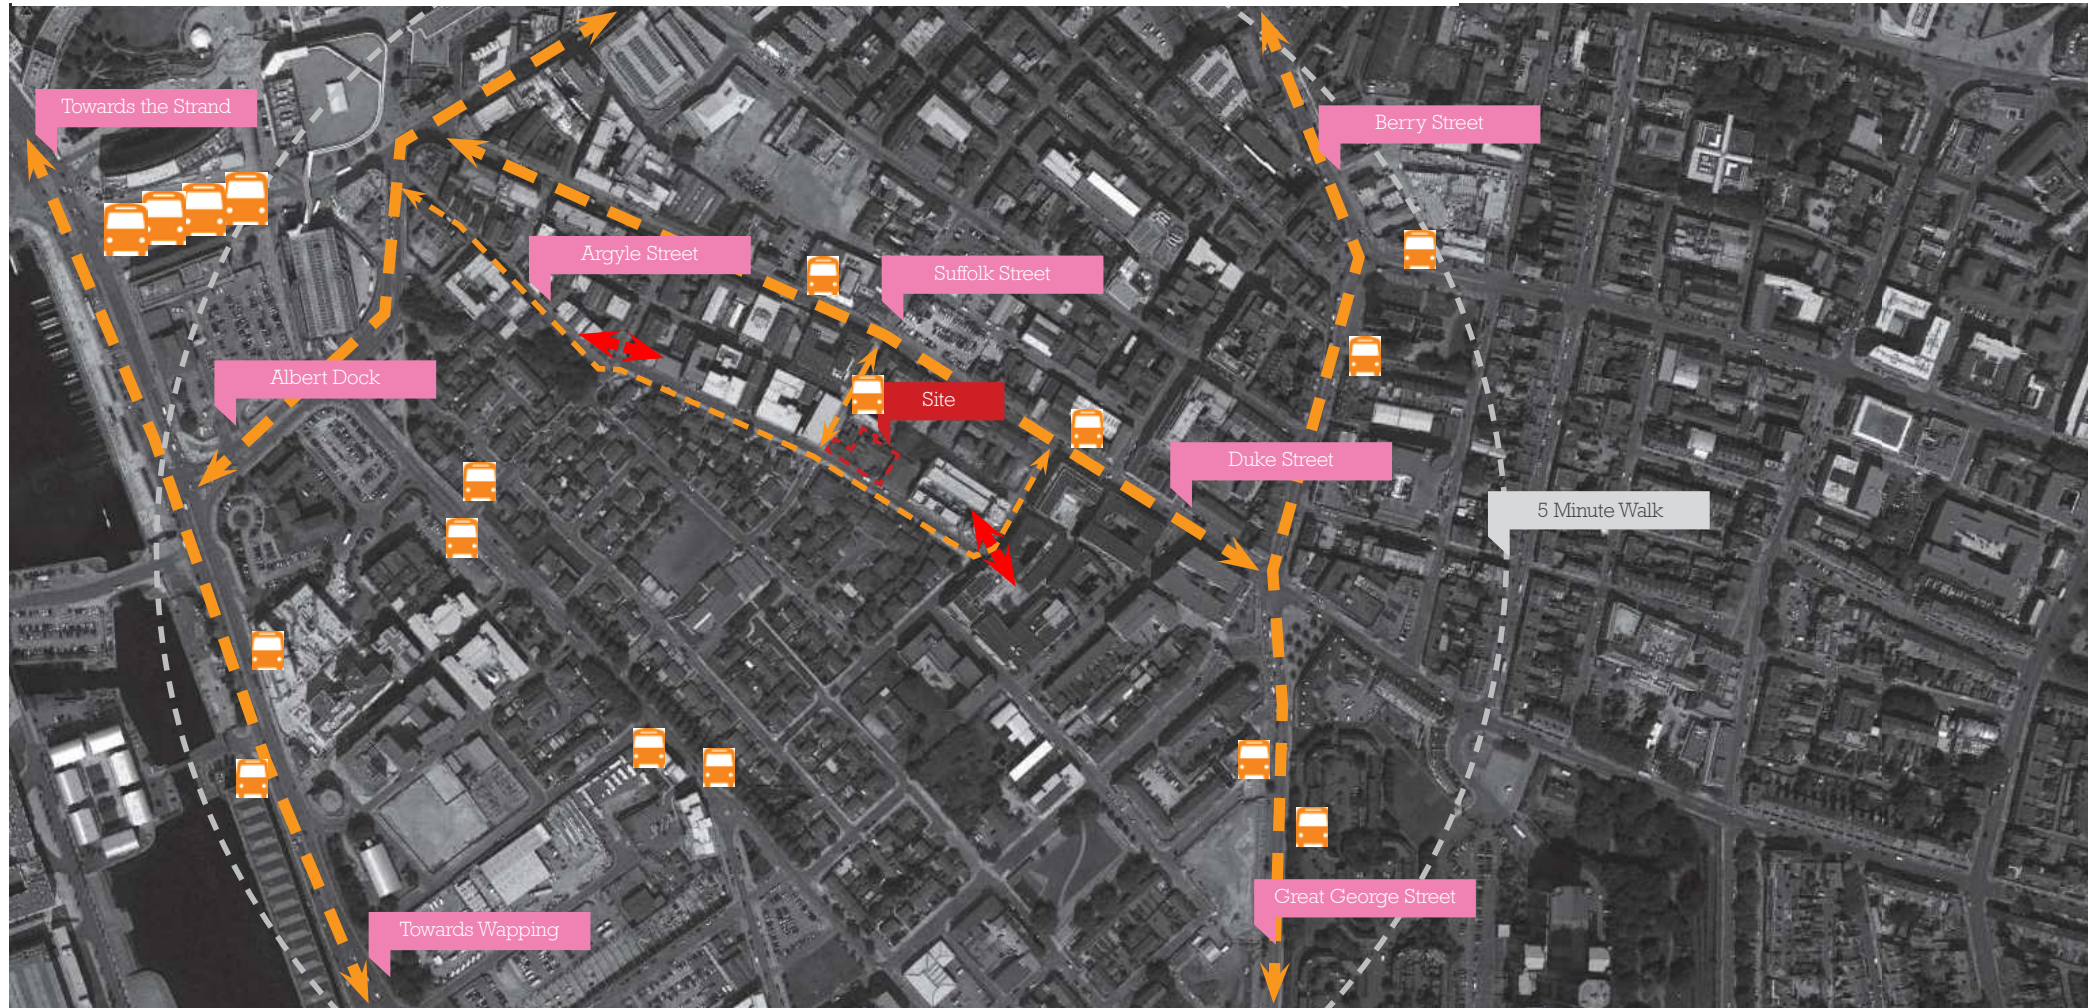 Towards the Strand
Berry Street
Argyle Street
Suffolk Street
Albert Dock
Site
Duke Street
5 Minute Walk
Great George Street
Towards Wapping